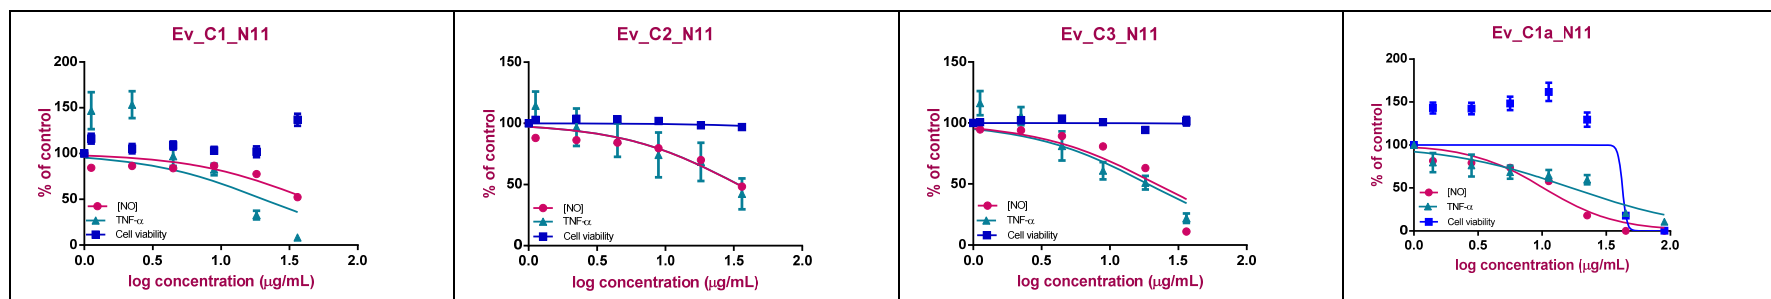 Ev_C1_N11
% of control
200
150
100
50
0
[NO]
TNF-α
Cell viability
0.0 0.5 1.0 1.5 2.0
log concentration (μg/mL)
Ev_C2_N11
% of control
150
100
50
0
[NO]
TNF-α
Cell viability
0.0 0.5 1.0 1.5 2.0
log concentration (μg/mL)
Ev_C3_N11
% of control
150
100
50
0
[NO]
TNF-α
Cell viability
0.0 0.5 1.0 1.5 2.0
log concentration (μg/mL)
Ev_C1a_N11
% of control
200
150
100
50
0
[NO]
TNF-α
Cell viability
0.0 0.5 1.0 1.5 2.0
log concentration (μg/mL)